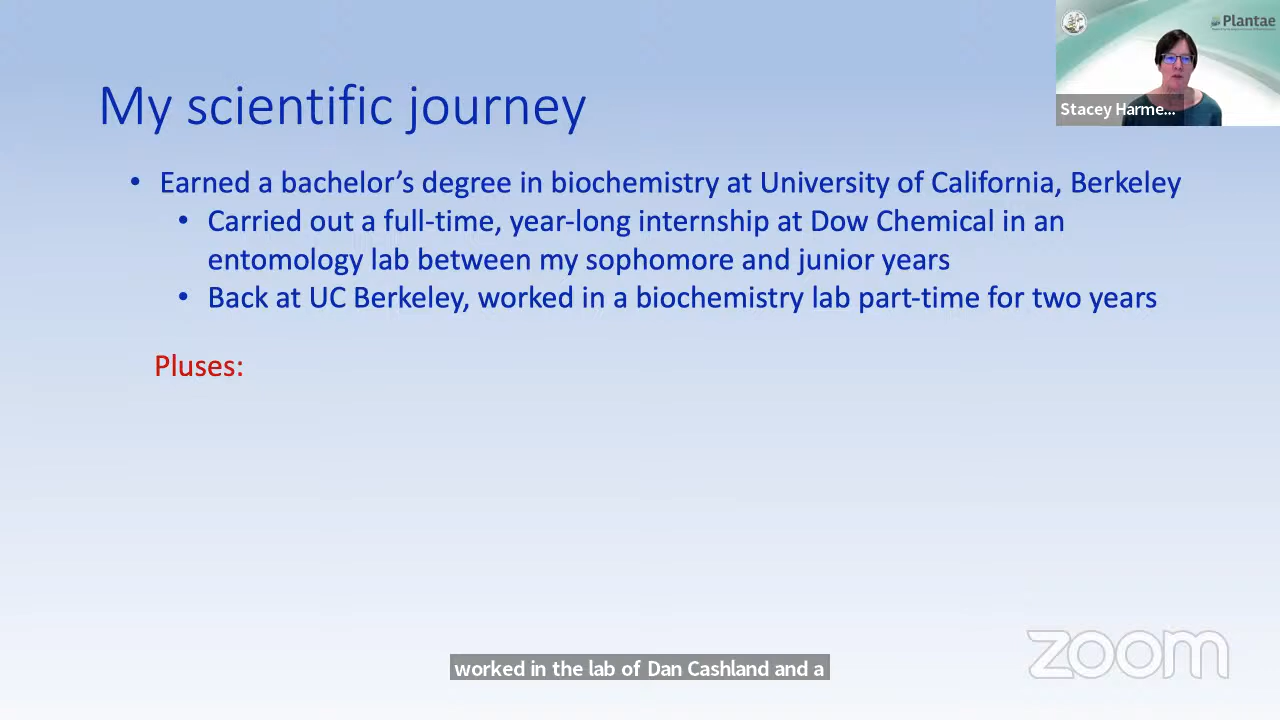 Plantae
Stacey Harme...
My scientific journey
• Earned a bachelor’s degree in biochemistry at University of California, Berkeley
• Carried out a full-time, year-long internship at Dow Chemical in an
entomology lab between my sophomore and junior years
• Back at UC Berkeley, worked in a biochemistry lab part-time for two years
Pluses:
zoom
worked in the lab of Dan Cashland and a